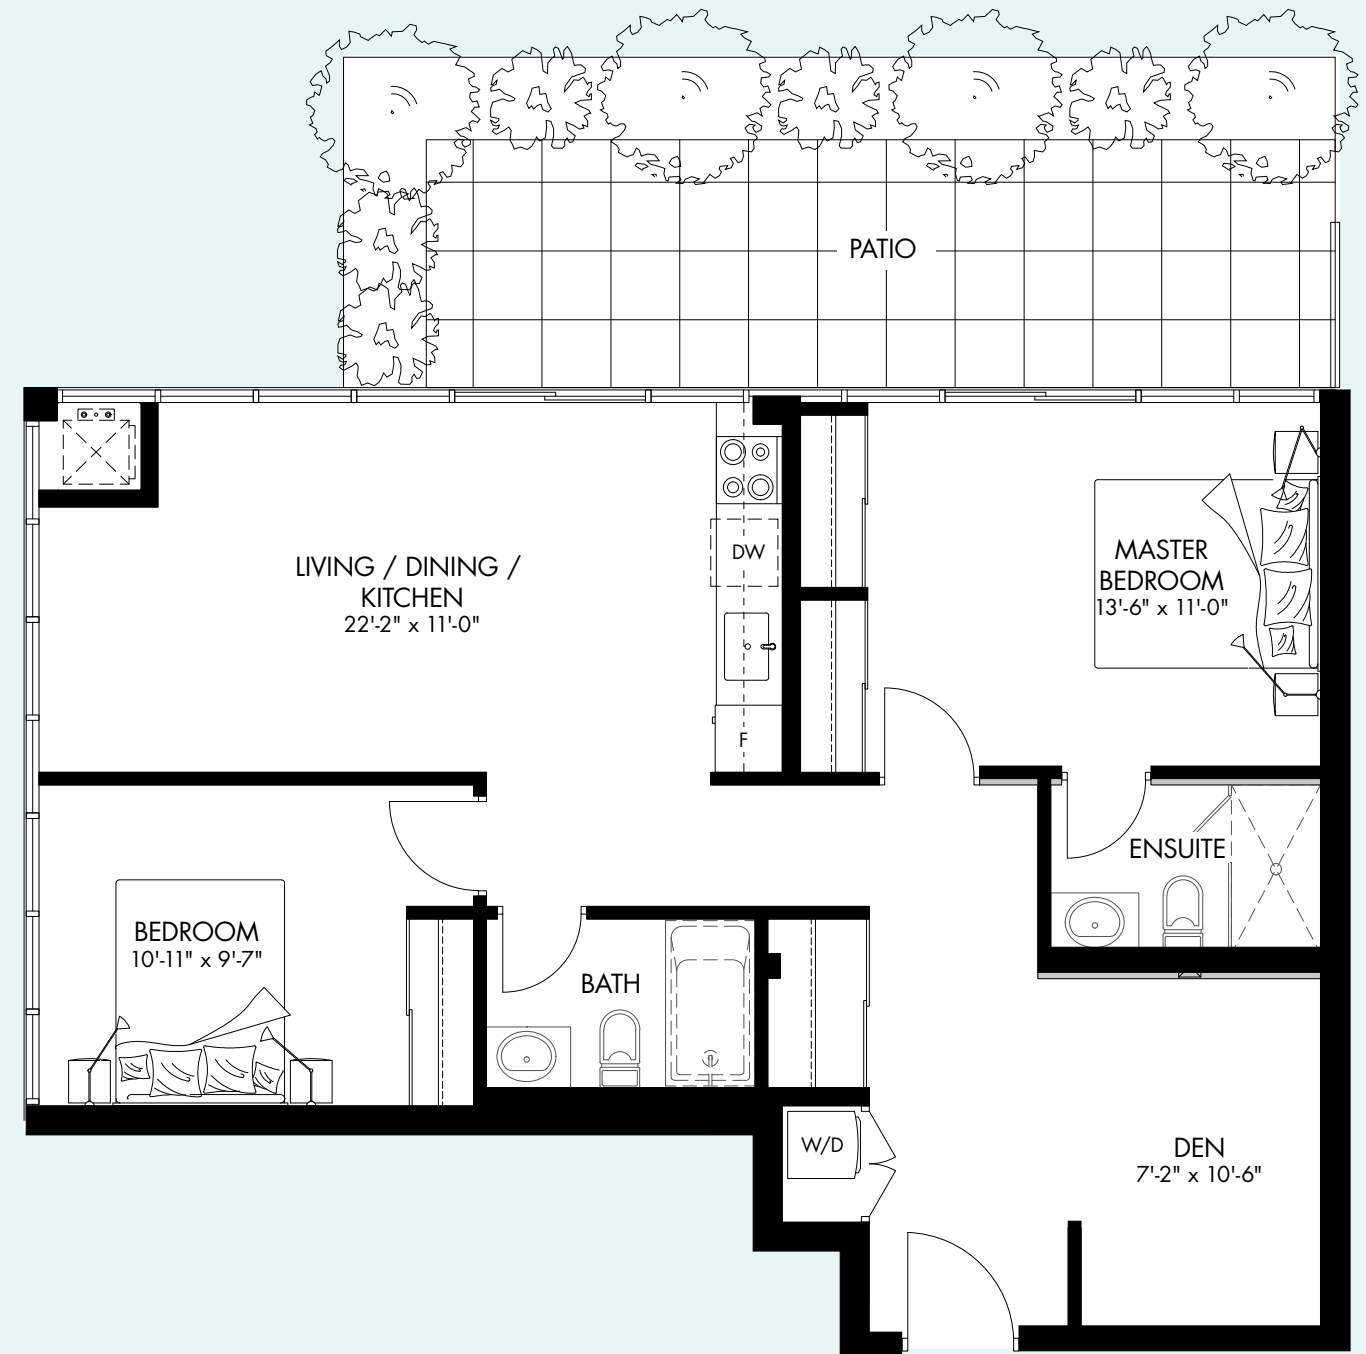 PATIO
LIVING / DINING /
KITCHEN
22'-2" x 11'-0"
DW
F
MASTER
BEDROOM
13'-6" x 11'-0"
ENSUITE
BEDROOM
10'-11" x 9'-7"
BATH
W/D
DEN
7'-2" x 10'-6"